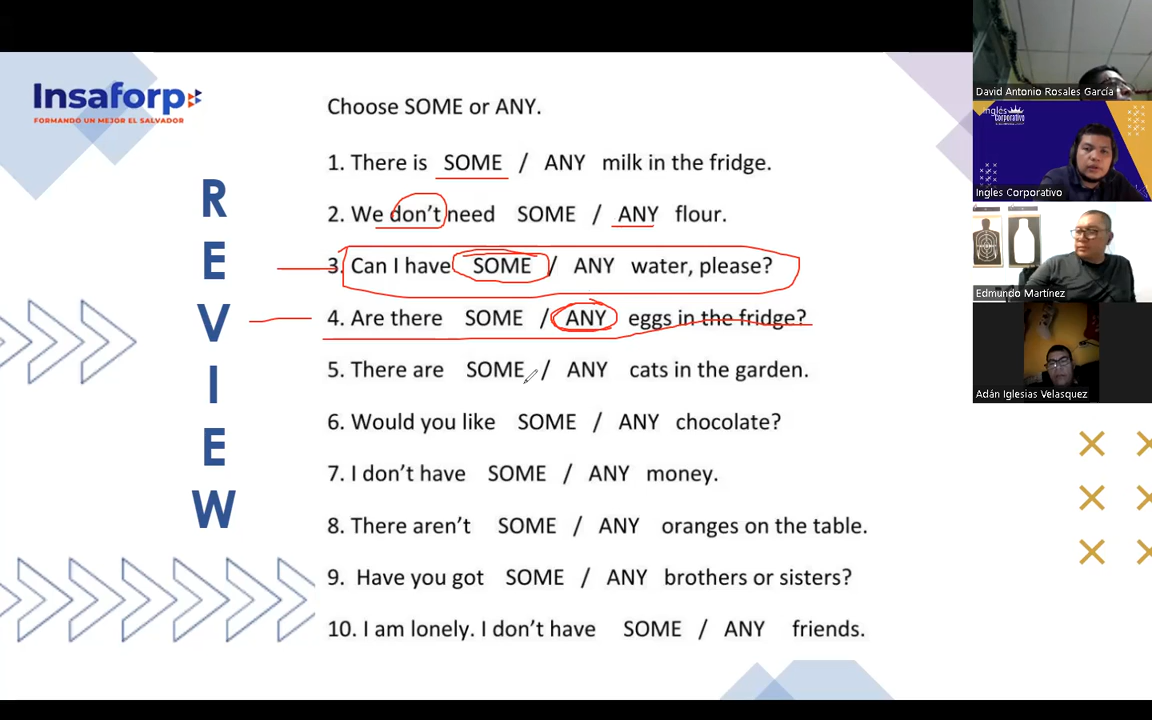 Insaforp
FORMANDO UN MEJOR EL SALVADOR
REVIEW
Choose SOME or ANY.
1. There is SOME / ANY milk in the fridge.
2. We don't need SOME / ANY flour.
3. Can I have SOME / ANY water, please?
4. Are there SOME / ANY eggs in the fridge?
5. There are SOME / ANY cats in the garden.
6. Would you like SOME / ANY chocolate?
7. I don't have SOME / ANY money.
8. There aren't SOME / ANY oranges on the table.
9. Have you got SOME / ANY brothers or sisters?
10. I am lonely. I don't have SOME / ANY friends.
David Antonio Rosales García
Inglés
Corporativo
Ingles Corporativo
Edmundo Martínez
Adán Iglesias Velasquez